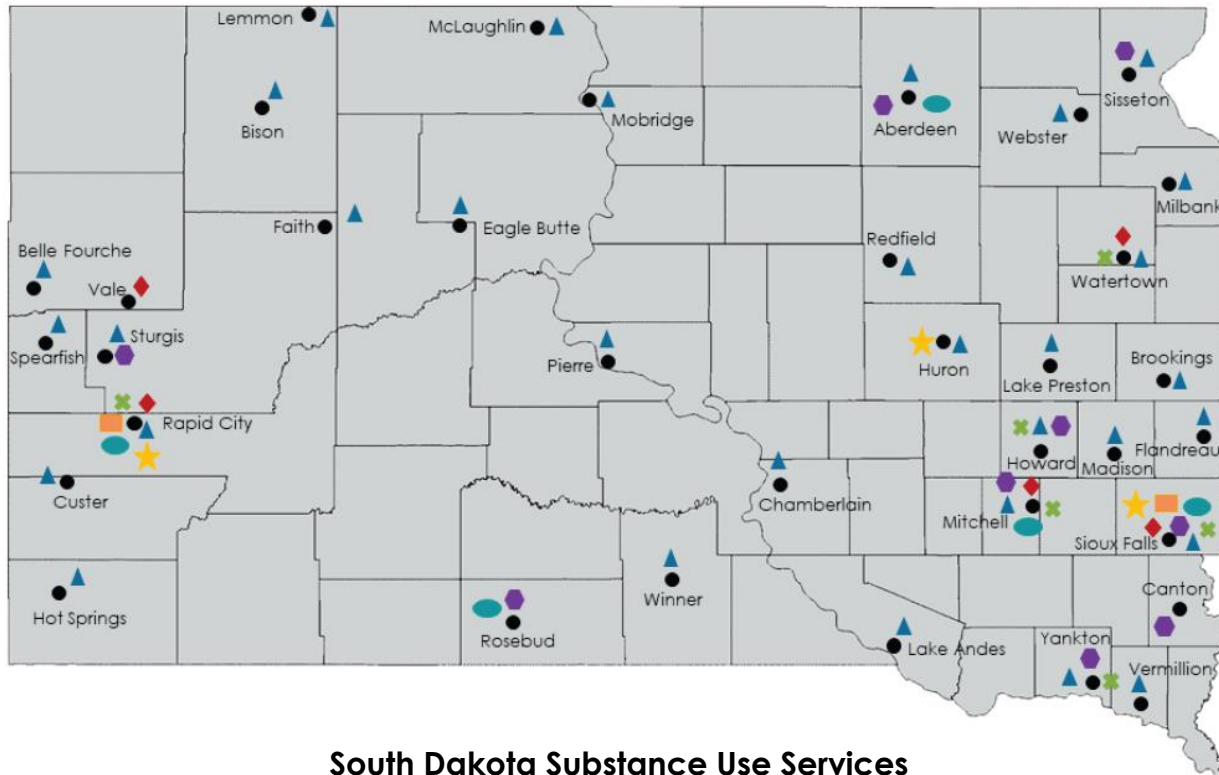 Lemmon
McLaughlin
Sisseton
Bison
Mobridge
Aberdeen
Webster
Milbank
Faith
Eagle Butte
Redfield
Belle Fourche
Vale
Watertown
Sturgis
Spearfish
Pierre
Huron
Lake Preston
Brookings
Rapid City
Howard
Madison
Flandreau
Custer
Chamberlain
Mitchell
Sioux Falls
Hot Springs
Winner
Canton
Rosebud
Lake Andes
Yankton
Vermillion
South Dakota Substance Use Services